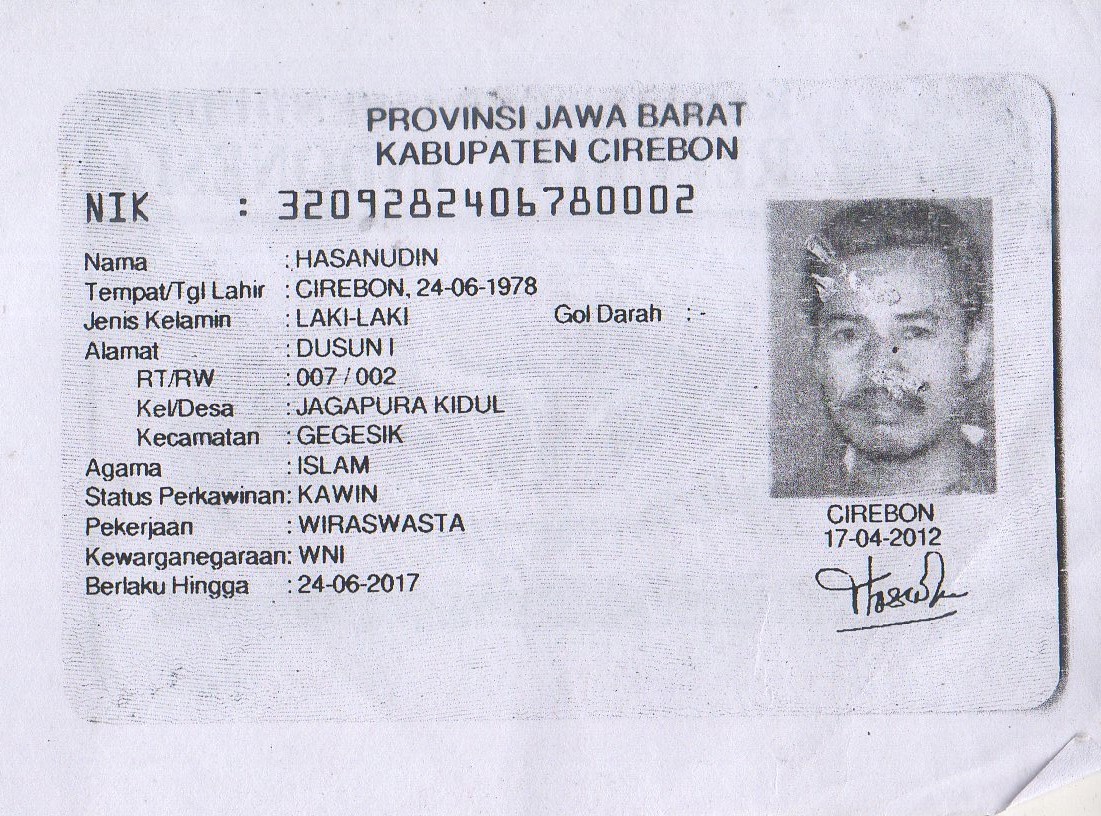 PROVINSI JAWA BARAT
KABUPATEN CIREBON
NIK : 3209282406780002
Nama : HASANUDIN
Tempat/Tgl Lahir : CIREBON, 24-06-1978
Jenis Kelamin : LAKI-LAKI Gol Darah : -
Alamat : DUSUN I
RT/RW : 007 / 002
Kel/Desa : JAGAPURA KIDUL
Kecamatan : GEGESIK
Agama : ISLAM
Status Perkawinan: KAWIN
Pekerjaan : WIRASWASTA
Kewarganegaraan: WNI
Berlaku Hingga : 24-06-2017
CIREBON
17-04-2012